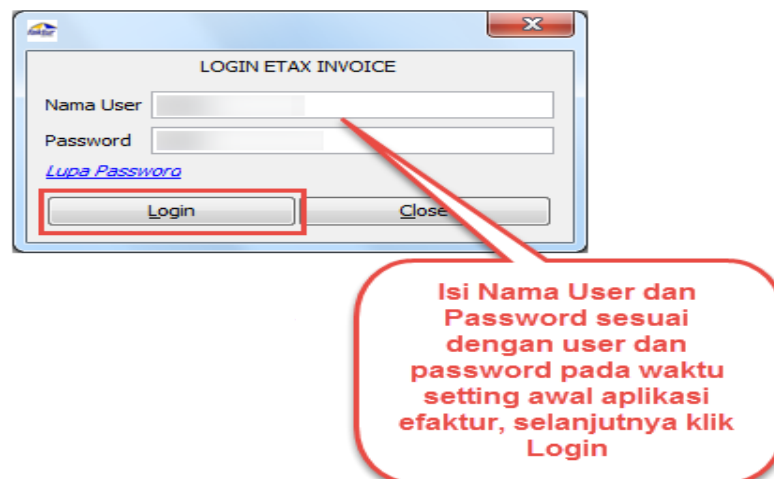 LOGIN ETAX INVOICE
Nama User
Password
Lupa Password
Login
Close
Isi Nama User dan
Password sesuai
dengan user dan
password pada waktu
setting awal aplikasi
efaktur, selanjutnya klik
Login